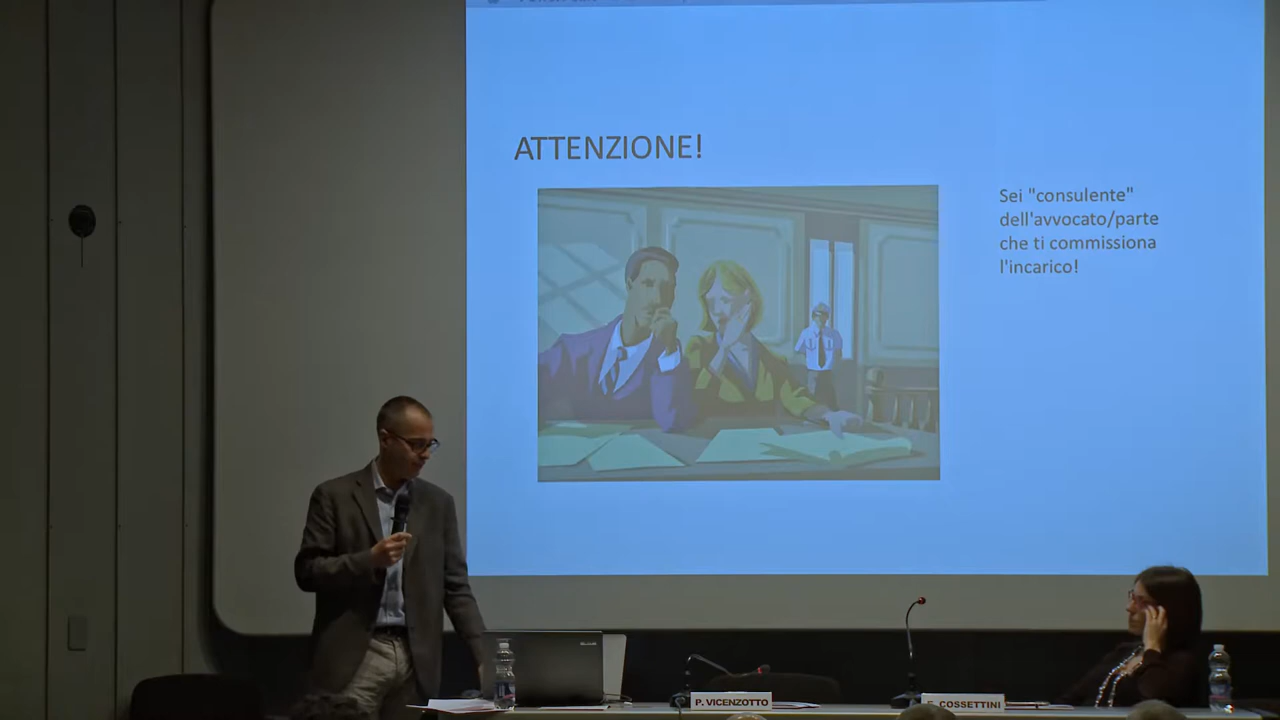 ATTENZIONE!
Sei "consulente"
dell'avvocato/parte
che ti commissiona
l'incarico!
P. VICENZOTTO
COSSETTINI